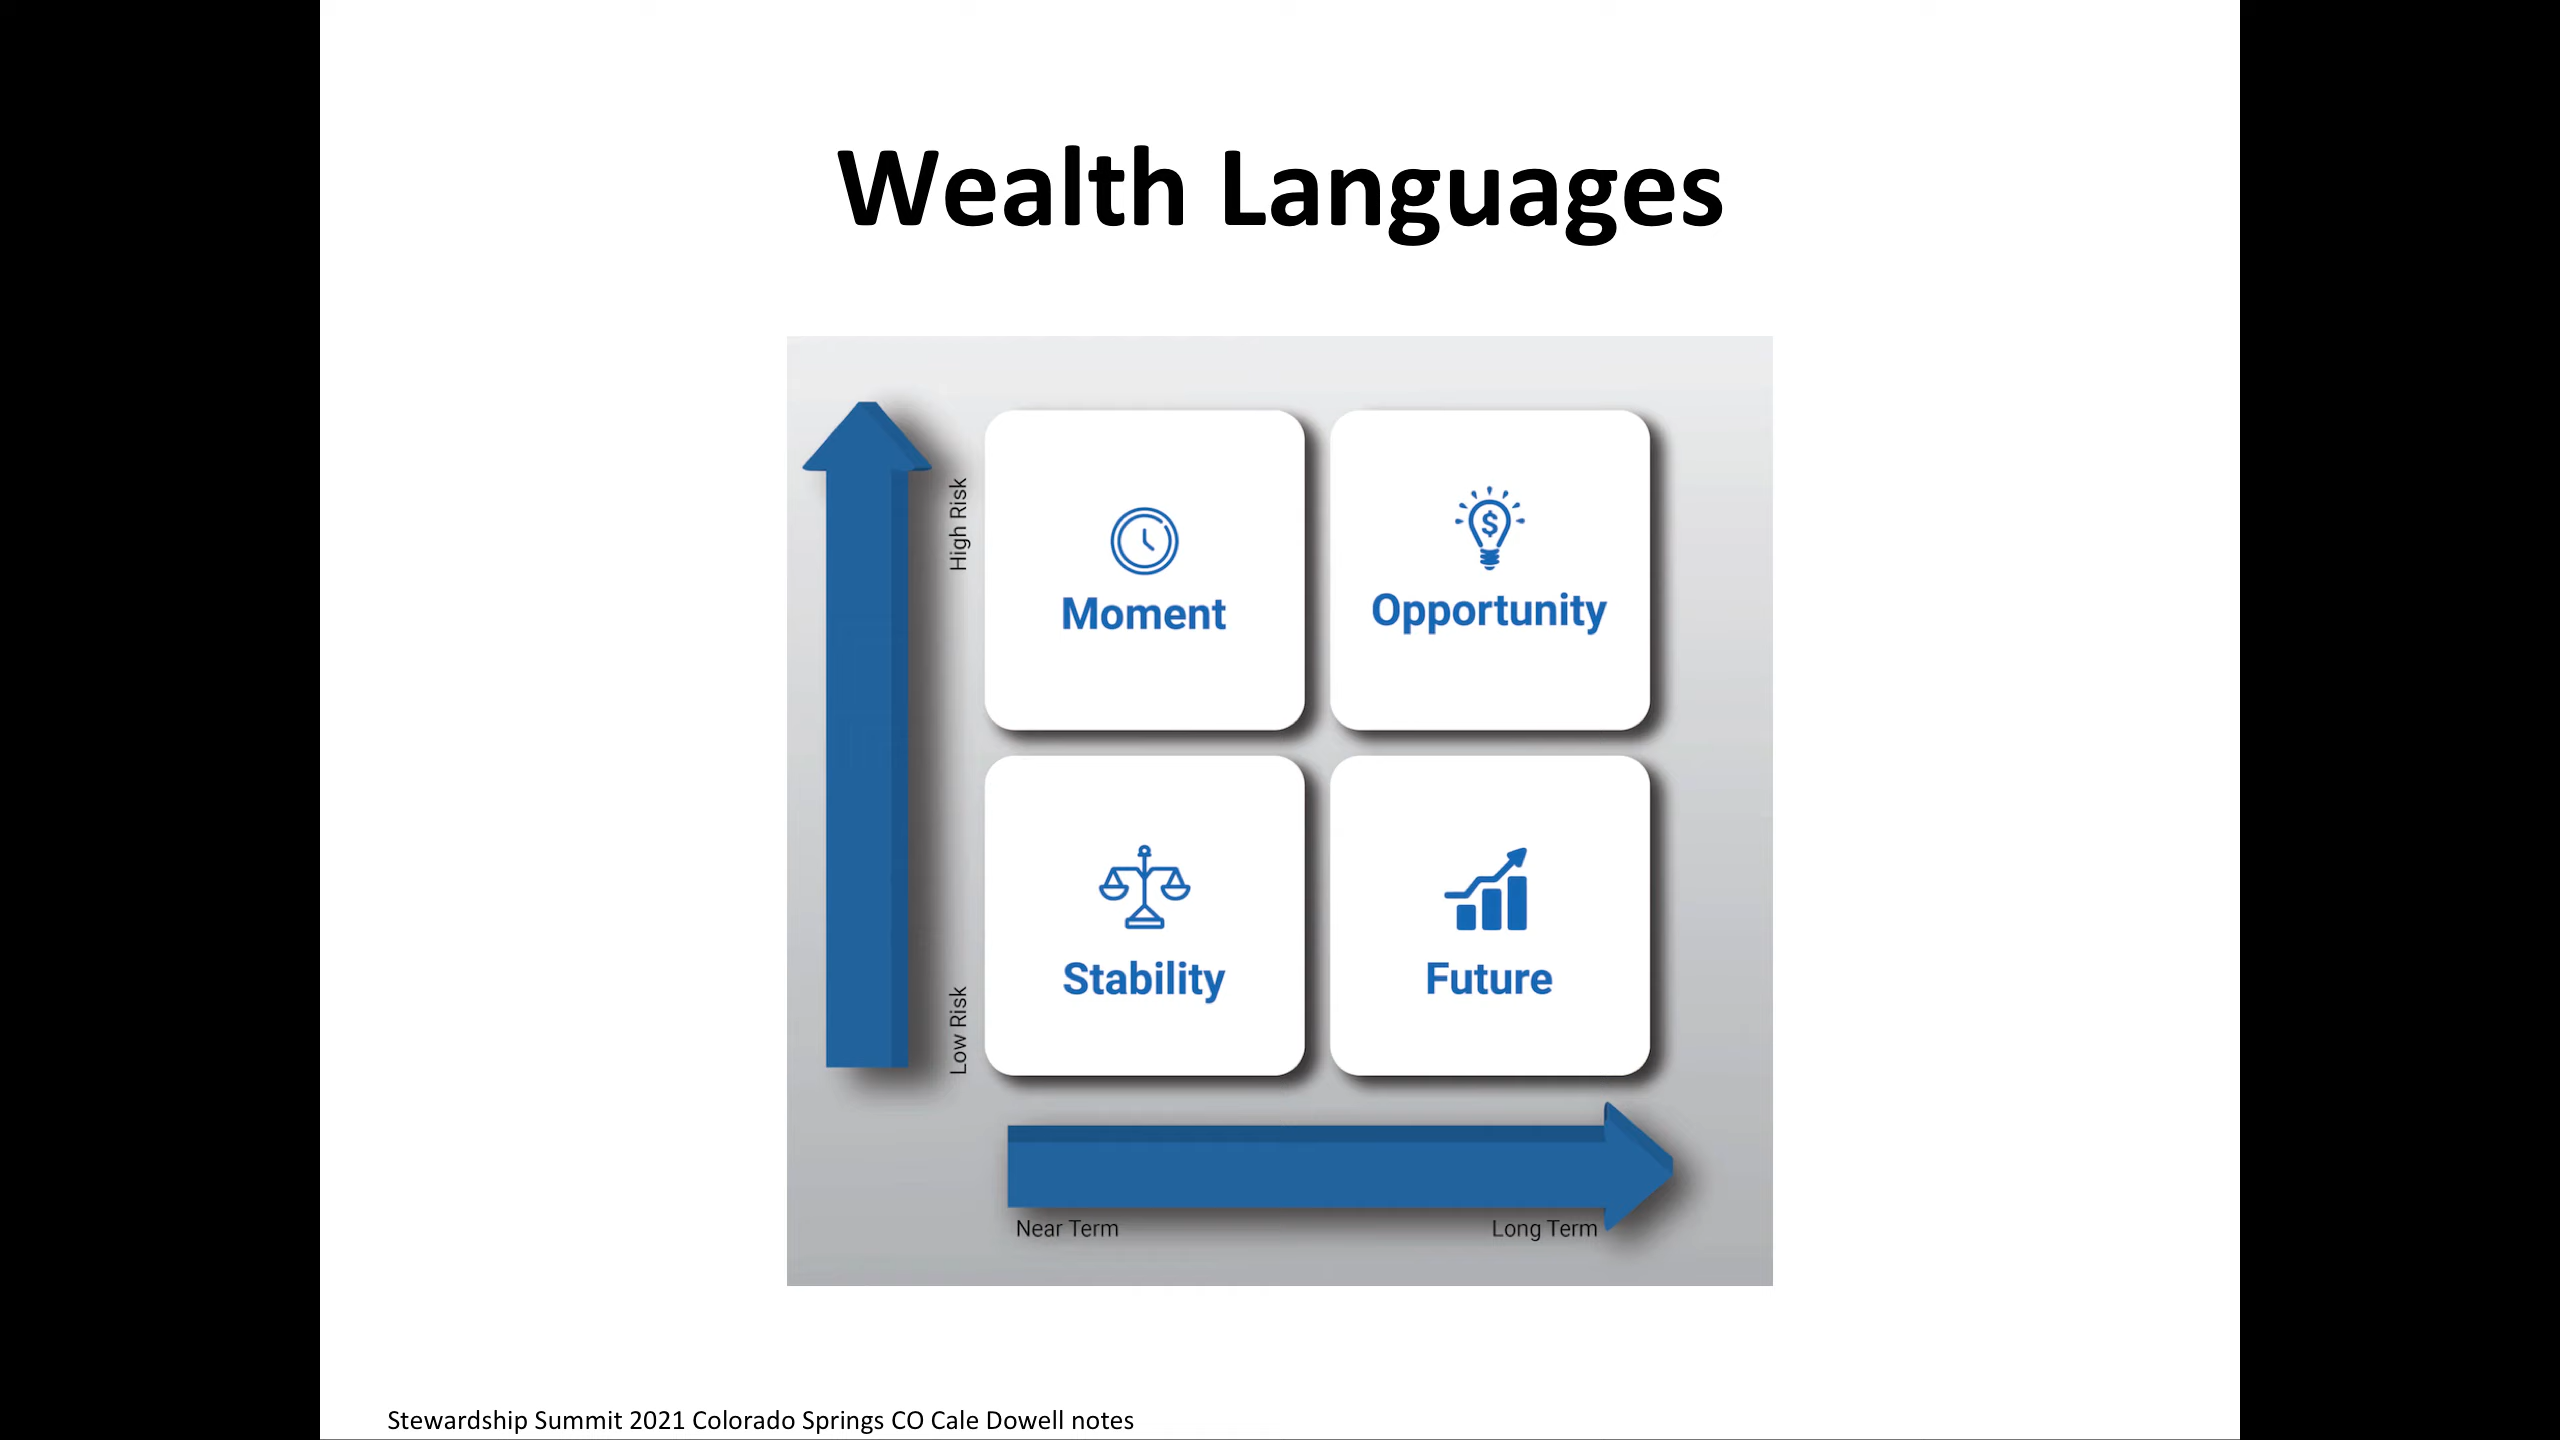 Wealth Languages
High Risk
Moment
Opportunity
$
Low Risk
Stability
Future
Near Term
Long Term
Stewardship Summit 2021 Colorado Springs CO Cale Dowell notes